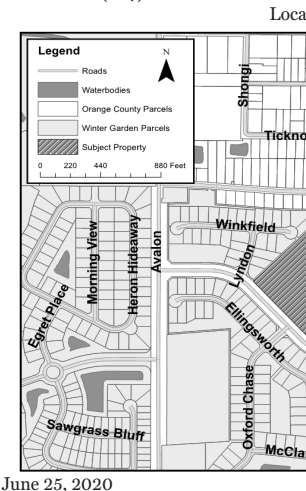 Loca
Legend
N
Roads
Waterbodies
Orange County Parcels
Winter Garden Parcels
Subject Property
0 220 440 880 Feet
Shongi
Tickno
Winkfield
Avalon
Lyndon
Morning View
Heron Hideaway
Egret Place
Ellingsworth
Oxford Chase
Sawgrass Bluff
McCla
June 25, 2020